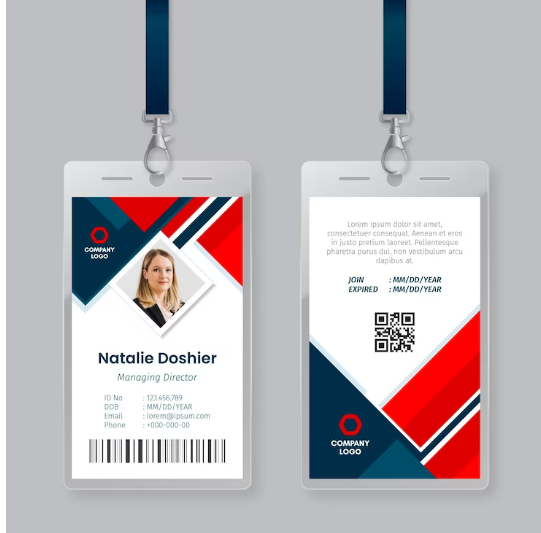 COMPANY
LOGO
Natalie Doshier
Managing Director
ID No : 123.456.789
DOB : MM/DD/YEAR
Email : lorem@ipsum.com
Phone : +000-000-00
Lorem ipsum dolor sit amet,
consectetuer consequat. Aenean et eros
in justo pretium laoreet. Pellentesque
pharetra purus dui, non congue arcu
dapibus at.
JOIN : MM/DD/YEAR
EXPIRED : MM/DD/YEAR
COMPANY
LOGO